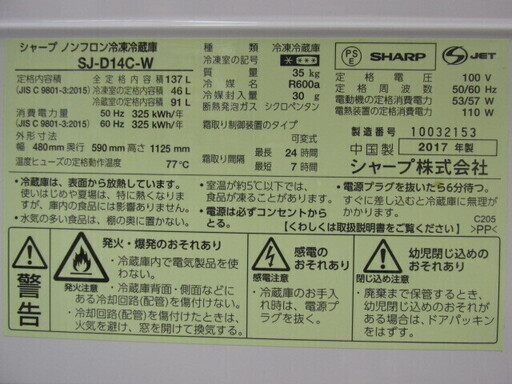 シャープ ノンフロン冷凍冷蔵庫
SJ-D14C-W
定格内容積 全定格内容積 137 L
(JIS C 9801-3:2015) 冷凍室の定格内容積 46 L
冷蔵室の定格内容積 91 L
消費電力量 50 Hz 325 kWh/年
(JIS C 9801-3:2015) 60 Hz 325 kWh/年
外形寸法
幅 480mm 奥行 590 mm 高さ 1125 mm
温度ヒューズの定格動作温度 77℃
種類 冷凍冷蔵庫
冷凍室の記号
質量 35 kg
冷媒 R600a
冷媒封入量 30 g
断熱発泡ガス シクロペンタン
霜取り制御装置のタイプ
可変式
霜取り間隔 最長 24 時間
最短 7 時間
PS
E
SHARP
S JET
定格電圧 100 V
定格周波数 50/60 Hz
電動機の定格消費電力 53/57 W
電熱装置の定格消費電力 110 W
製造番号 10032153
中国製 2017 年製
シャープ株式会社
・冷蔵庫は、表面から放熱しています。
使いはじめや夏場は、特に熱くなりますが、庫内の異常ではありません。
・水気の多い食品は、棚の奥に置かない。
・室温が約5℃以下では、食品が凍ることがあります。
・電源は必ずコンセントからとる。
・電源プラグを抜いたら6分待つ。
すぐに差し込むと冷蔵庫に無理がかかります。
【くわしくは取扱説明書をご覧ください】
C205
>PP<
警告
発火・爆発のおそれあり
発火注意
・冷蔵庫内で電気製品を使わない。
・冷蔵庫背面・側面などにある冷却回路(配管)を傷付けない。
・冷却回路(配管)を傷付けたときは、火気を避け、窓を開けて換気する。
感電のおそれあり
感電注意
・冷蔵庫のお手入れ時は、電源プラグを抜く。
幼児閉じ込めのおそれあり
閉じ込め注意
・廃棄まで保管するとき、幼児閉じ込めのおそれがある場合は、ドアパッキンをはずす。